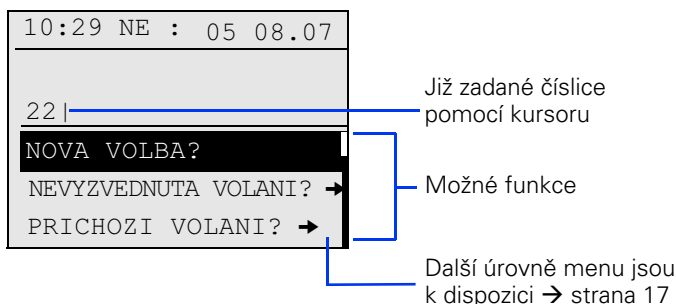 10:29 NE : 05 08.07
22|
Již zadané číslice
pomocí kursoru
NOVA VOLBA?
NEVYZVEDNUTA VOLANI? ➔
Možné funkce
PRICHOZI VOLANI? ➔
Další úrovně menu jsou
k dispozici → strana 17